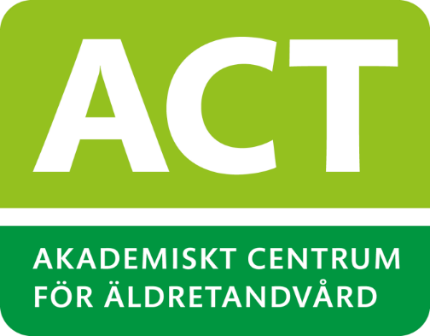 ACT
AKADEMISKT CENTRUM
FÖR ÄLDRETANDVÅRD